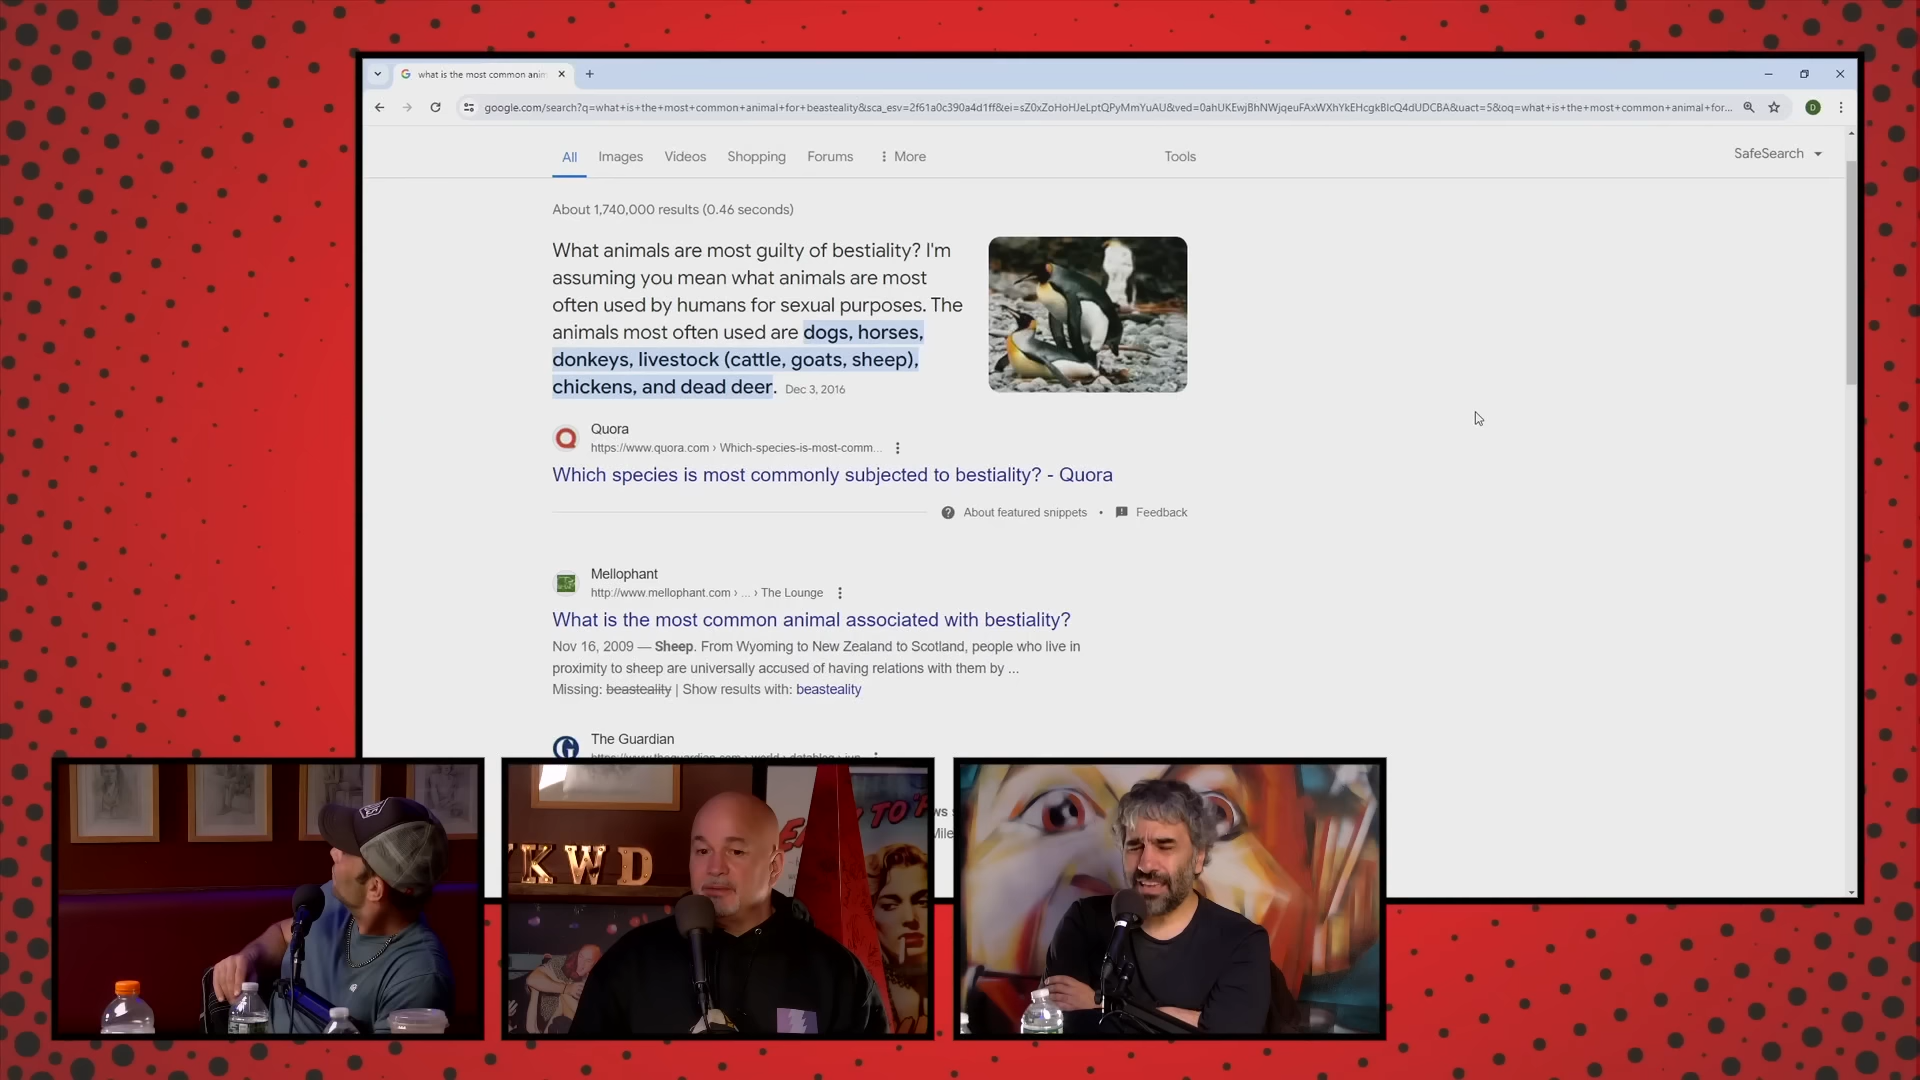 what is the most common anim
google.com/search?q=what+is+the+most+common+animal+for+beasteality&sca_esv=2f61a0c390a4d1ff&ei=sZ0xZoHoHJeLptQPyMmYuAU&ved=0ahUKEwjBhNWjqeuFAxWXhYkEHcgkBlcQ4dUDCBA&uact=5&oq=what+is+the+most+common+animal+for...
D
All Images Videos Shopping Forums More Tools SafeSearch
About 1,740,000 results (0.46 seconds)
What animals are most guilty of bestiality? I'm
assuming you mean what animals are most
often used by humans for sexual purposes. The
animals most often used are dogs, horses,
donkeys, livestock (cattle, goats, sheep),
chickens, and dead deer. Dec 3, 2016
Quora
https://www.quora.com › Which-species-is-most-comm...
Which species is most commonly subjected to bestiality? - Quora
About featured snippets • Feedback
Mellophant
http://www.mellophant.com › ... › The Lounge
What is the most common animal associated with bestiality?
Nov 16, 2009 — Sheep. From Wyoming to New Zealand to Scotland, people who live in
proximity to sheep are universally accused of having relations with them by ...
Missing: beasteality | Show results with: beasteality
The Guardian
KWD
TO